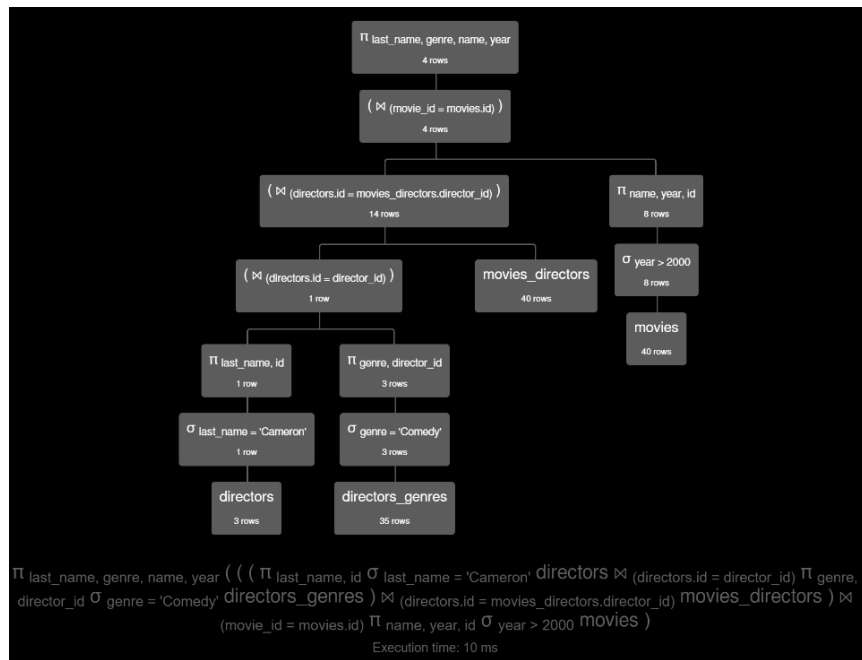 π last_name, genre, name, year
4 rows
( ⋈ (movie_id = movies.id) )
4 rows
( ⋈ (directors.id = movies_directors.director_id) )
14 rows
π name, year, id
8 rows
( ⋈ (directors.id = director_id) )
1 row
movies_directors
40 rows
σ year > 2000
8 rows
movies
40 rows
π last_name, id
1 row
π genre, director_id
3 rows
σ last_name = 'Cameron'
1 row
σ genre = 'Comedy'
3 rows
directors
3 rows
directors_genres
35 rows
π last_name, genre, name, year ( ( ( π last_name, id σ last_name = 'Cameron' directors ⋈ (directors.id = director_id) π genre,
director_id σ genre = 'Comedy' directors_genres ) ⋈ (directors.id = movies_directors.director_id) movies_directors ) ⋈
(movie_id = movies.id) π name, year, id σ year > 2000 movies )
Execution time: 10 ms